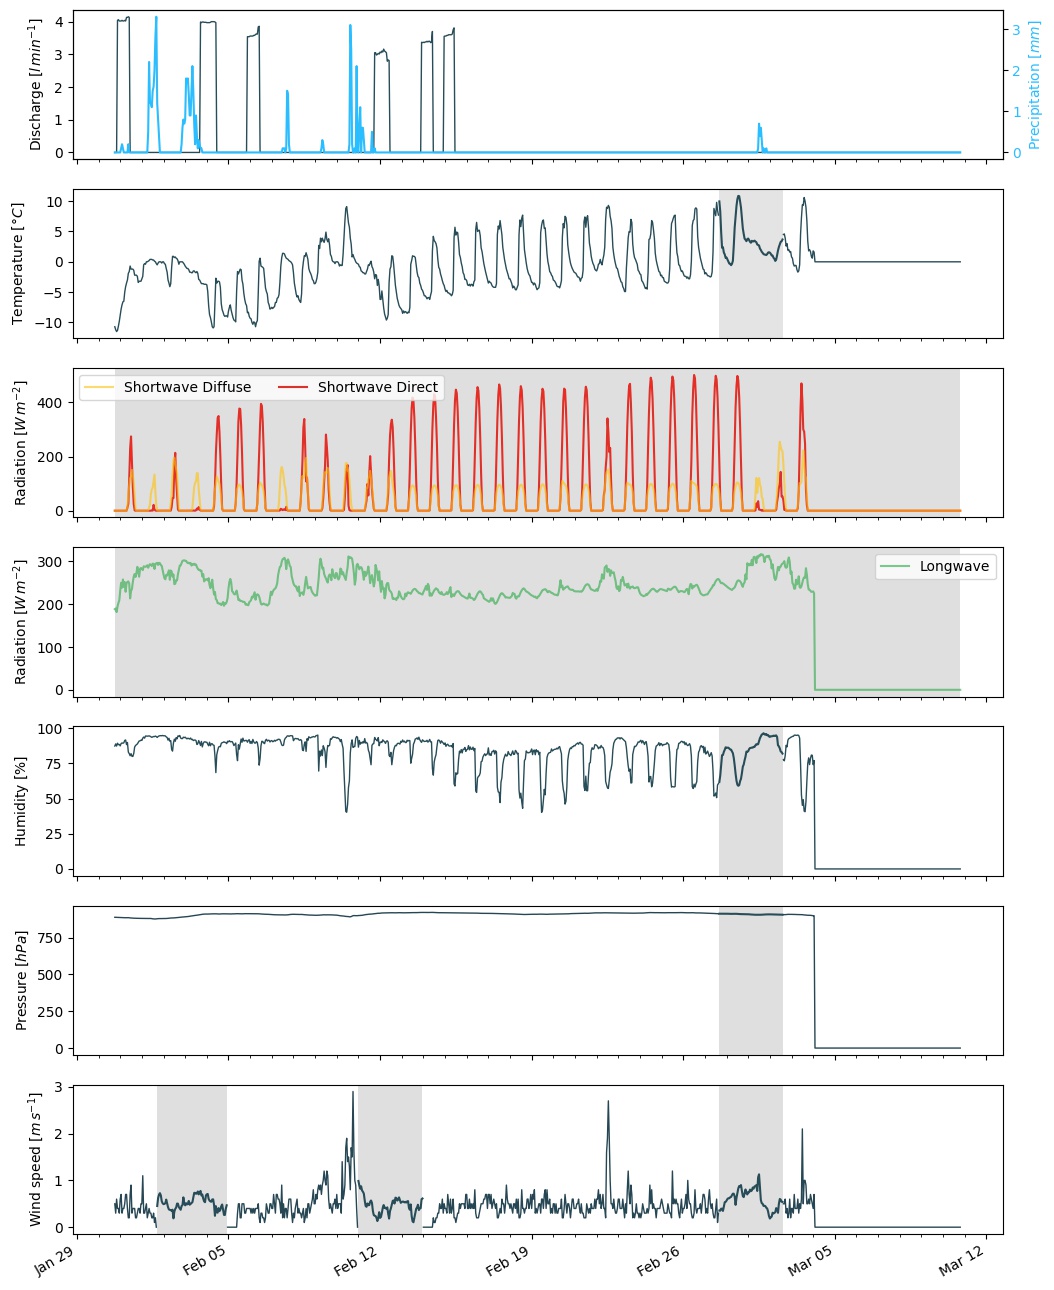 Discharge [l min⁻¹]
4
3
2
1
0
Precipitation [mm]
3
2
1
0
Temperature [°C]
10
5
0
−5
−10
Radiation [W m⁻²]
400
200
0
Shortwave Diffuse
Shortwave Direct
Radiation [W m⁻²]
300
200
100
0
Longwave
Humidity [%]
100
75
50
25
0
Pressure [hPa]
750
500
250
0
Wind speed [m s⁻¹]
3
2
1
0
Jan 29
Feb 05
Feb 12
Feb 19
Feb 26
Mar 05
Mar 12